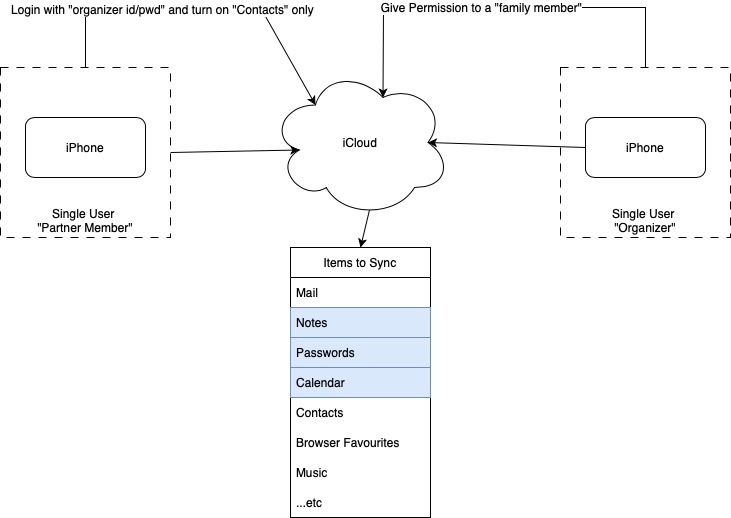 Login with "organizer id/pwd" and turn on "Contacts" only
Give Permission to a "family member"
iPhone
Single User
"Partner Member"
iCloud
iPhone
Single User
"Organizer"
Items to Sync
Mail
Notes
Passwords
Calendar
Contacts
Browser Favourites
Music
...etc